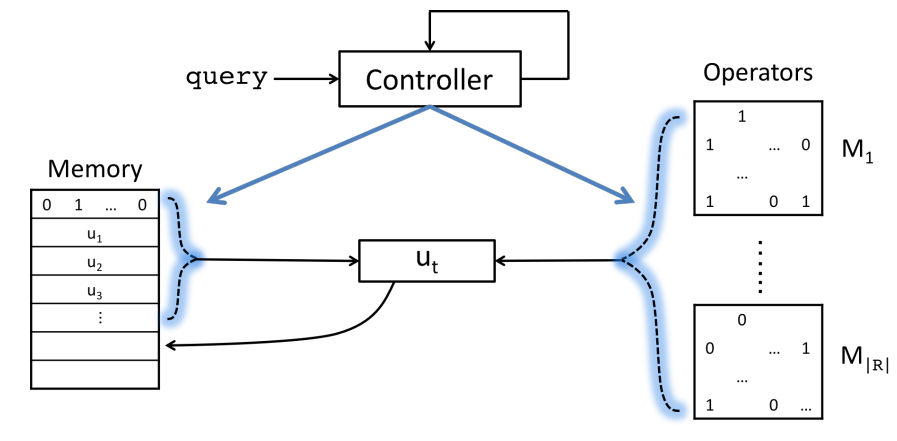 query
Controller
Operators
1
1 ... 0
...
1 0 1
M1
Memory
0 1 ... 0
u1
u2
u3
⋮
ut
0
0 ... 1
...
1 0 ...
M|R|